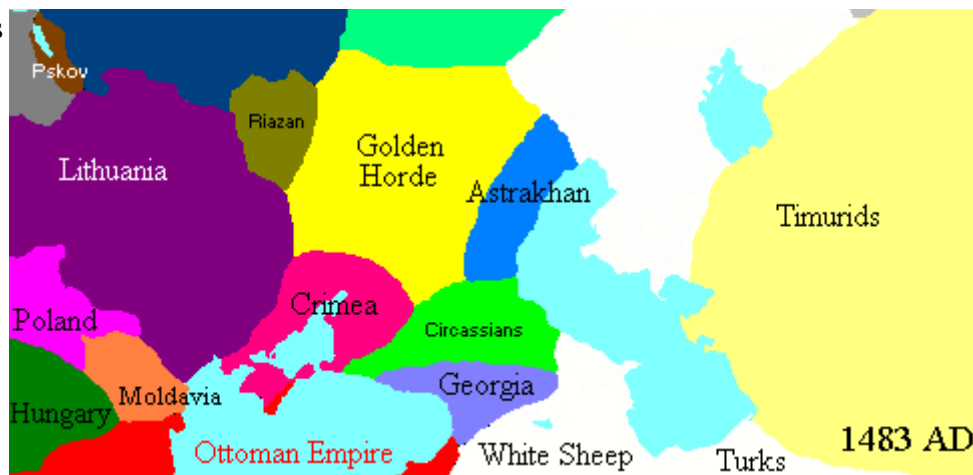 s
Pskov
Riazan
Golden
Horde
Lithuania
Astrakhan
Timurids
Crimea
Poland
Circassians
Georgia
Moldavia
Hungary
Ottoman Empire
White Sheep
Turks
1483 AD